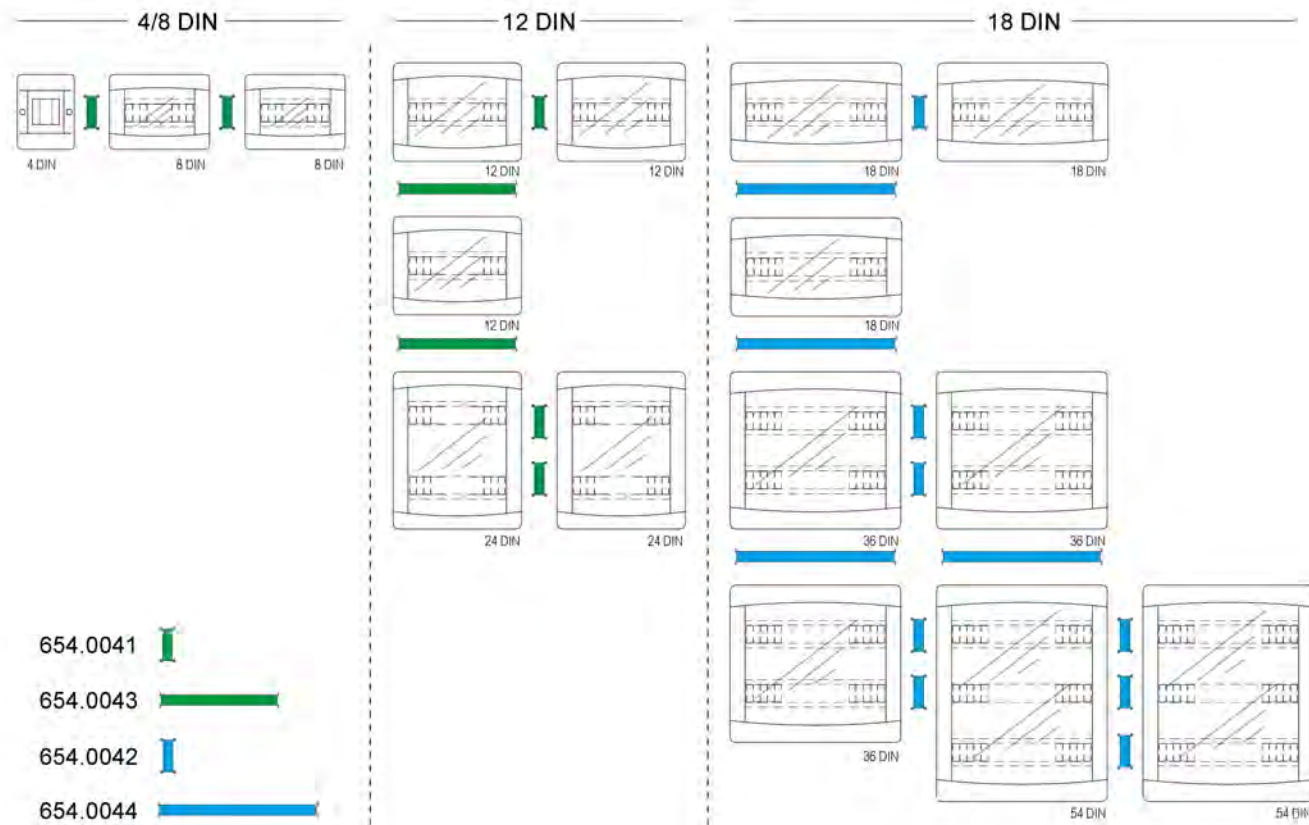 4/8 DIN
12 DIN
18 DIN
4 DIN
8 DIN
8 DIN
12 DIN
12 DIN
18 DIN
18 DIN
12 DIN
18 DIN
24 DIN
24 DIN
36 DIN
36 DIN
654.0041
654.0043
654.0042
36 DIN
654.0044
54 DIN
54 DIN